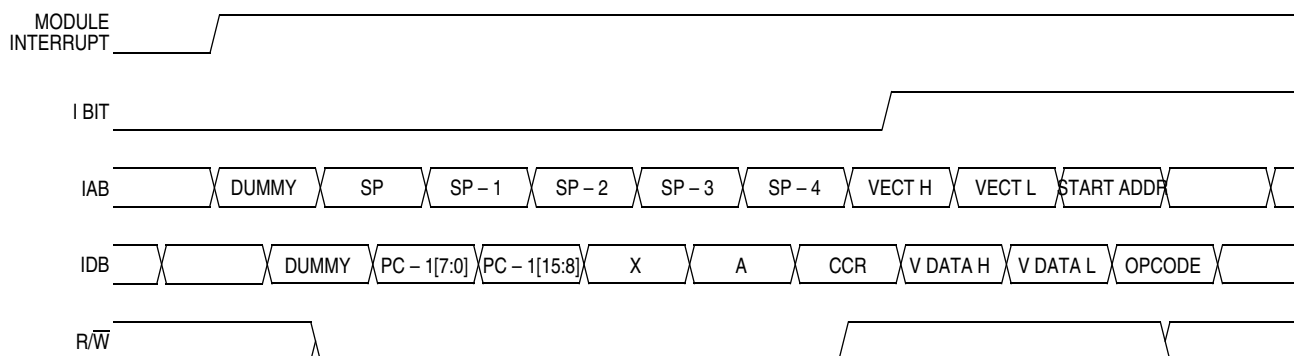 MODULE
INTERRUPT
I BIT
IAB DUMMY SP SP – 1 SP – 2 SP – 3 SP – 4 VECT H VECT L START ADDR
IDB DUMMY PC – 1[7:0] PC – 1[15:8] X A CCR V DATA H V DATA L OPCODE
R/W̅